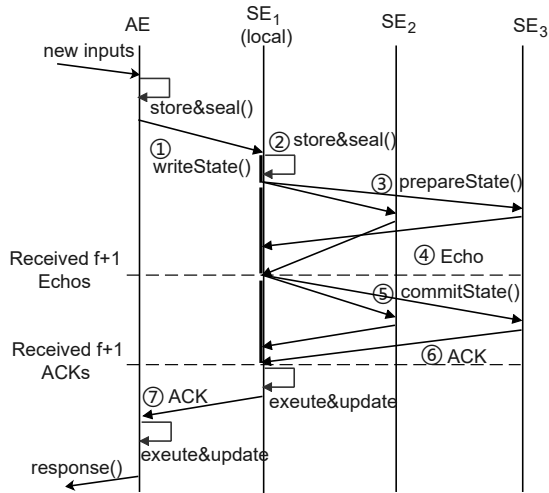 AE
SE1
(local)
SE2
SE3
new inputs
store&seal()
① writeState()
② store&seal()
③ prepareState()
④ Echo
Received f+1
Echos
⑤ commitState()
⑥ ACK
Received f+1
ACKs
⑦ ACK
exeute&update
exeute&update
response()